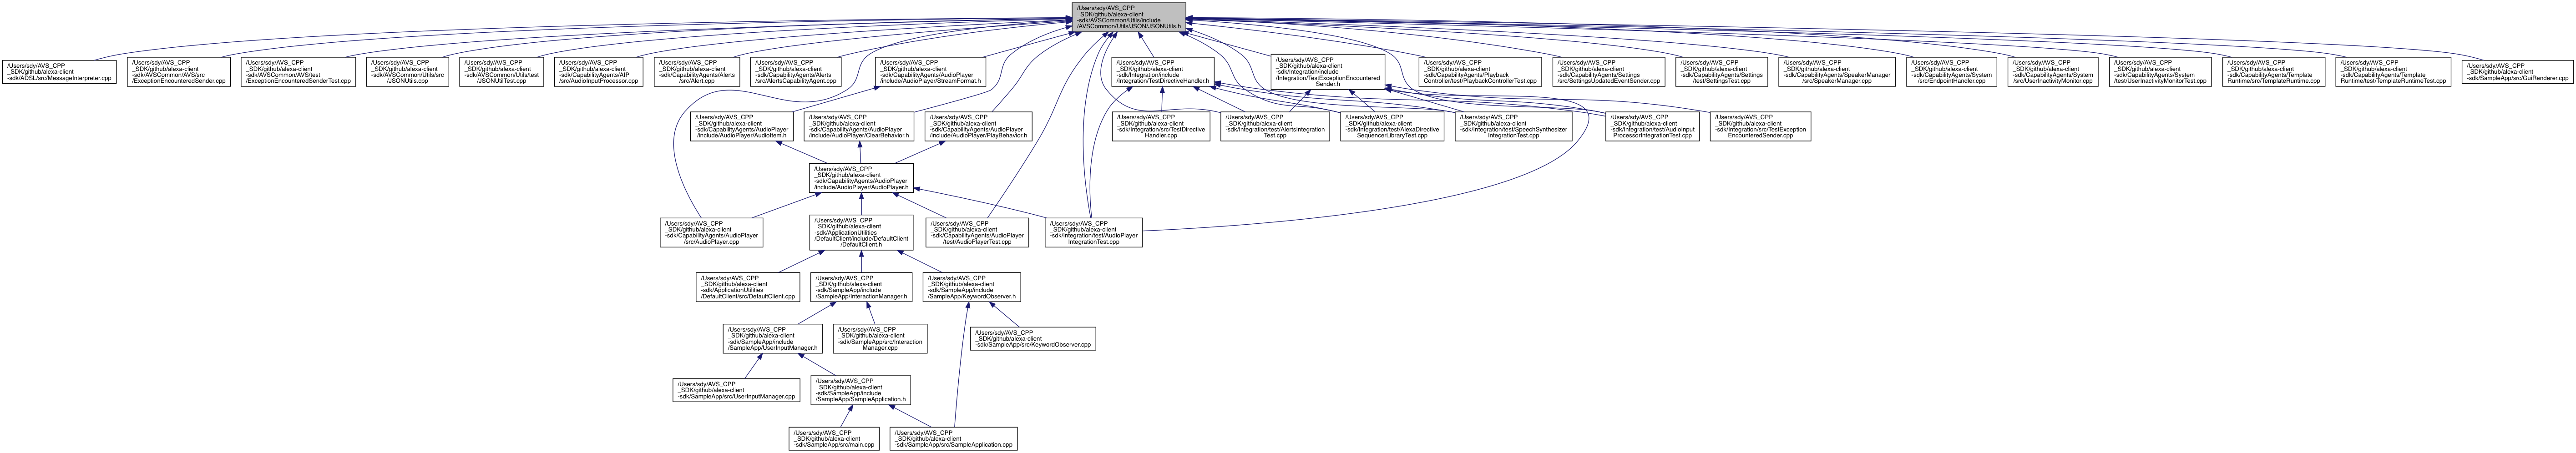 /Users/sdy/AVS_CPP
_SDK/github/alexa-client
-sdk/AVSCommon/Utils/include
/AVSCommon/Utils/JSON/JSONUtils.h
/Users/sdy/AVS_CPP
_SDK/github/alexa-client
-sdk/ADSL/src/MessageInterpreter.cpp
/Users/sdy/AVS_CPP
_SDK/github/alexa-client
-sdk/AVSCommon/AVS/src
/ExceptionEncounteredSender.cpp
/Users/sdy/AVS_CPP
_SDK/github/alexa-client
-sdk/AVSCommon/AVS/test
/ExceptionEncounteredSenderTest.cpp
/Users/sdy/AVS_CPP
_SDK/github/alexa-client
-sdk/AVSCommon/Utils/src
/JSONUtils.cpp
/Users/sdy/AVS_CPP
_SDK/github/alexa-client
-sdk/AVSCommon/Utils/test
/JSONUtilTest.cpp
/Users/sdy/AVS_CPP
_SDK/github/alexa-client
-sdk/CapabilityAgents/AIP
/src/AudioInputProcessor.cpp
/Users/sdy/AVS_CPP
_SDK/github/alexa-client
-sdk/CapabilityAgents/Alerts
/src/Alert.cpp
/Users/sdy/AVS_CPP
_SDK/github/alexa-client
-sdk/CapabilityAgents/Alerts
/src/AlertsCapabilityAgent.cpp
/Users/sdy/AVS_CPP
_SDK/github/alexa-client
-sdk/CapabilityAgents/AudioPlayer
/include/AudioPlayer/StreamFormat.h
/Users/sdy/AVS_CPP
_SDK/github/alexa-client
-sdk/Integration/include
/Integration/TestDirectiveHandler.h
/Users/sdy/AVS_CPP
_SDK/github/alexa-client
-sdk/Integration/include
/Integration/TestExceptionEncountered
Sender.h
/Users/sdy/AVS_CPP
_SDK/github/alexa-client
-sdk/CapabilityAgents/Playback
Controller/test/PlaybackControllerTest.cpp
/Users/sdy/AVS_CPP
_SDK/github/alexa-client
-sdk/CapabilityAgents/Settings
/src/SettingsUpdatedEventSender.cpp
/Users/sdy/AVS_CPP
_SDK/github/alexa-client
-sdk/CapabilityAgents/Settings
/test/SettingsTest.cpp
/Users/sdy/AVS_CPP
_SDK/github/alexa-client
-sdk/CapabilityAgents/SpeakerManager
/src/SpeakerManager.cpp
/Users/sdy/AVS_CPP
_SDK/github/alexa-client
-sdk/CapabilityAgents/System
/src/EndpointHandler.cpp
/Users/sdy/AVS_CPP
_SDK/github/alexa-client
-sdk/CapabilityAgents/System
/src/UserInactivityMonitor.cpp
/Users/sdy/AVS_CPP
_SDK/github/alexa-client
-sdk/CapabilityAgents/System
/test/UserInactivityMonitorTest.cpp
/Users/sdy/AVS_CPP
_SDK/github/alexa-client
-sdk/CapabilityAgents/Template
Runtime/src/TemplateRuntime.cpp
/Users/sdy/AVS_CPP
_SDK/github/alexa-client
-sdk/CapabilityAgents/Template
Runtime/test/TemplateRuntimeTest.cpp
/Users/sdy/AVS_CPP
_SDK/github/alexa-client
-sdk/SampleApp/src/GuiRenderer.cpp
/Users/sdy/AVS_CPP
_SDK/github/alexa-client
-sdk/CapabilityAgents/AudioPlayer
/include/AudioPlayer/AudioItem.h
/Users/sdy/AVS_CPP
_SDK/github/alexa-client
-sdk/CapabilityAgents/AudioPlayer
/include/AudioPlayer/ClearBehavior.h
/Users/sdy/AVS_CPP
_SDK/github/alexa-client
-sdk/CapabilityAgents/AudioPlayer
/include/AudioPlayer/PlayBehavior.h
/Users/sdy/AVS_CPP
_SDK/github/alexa-client
-sdk/Integration/src/TestDirective
Handler.cpp
/Users/sdy/AVS_CPP
_SDK/github/alexa-client
-sdk/Integration/test/AlertsIntegration
Test.cpp
/Users/sdy/AVS_CPP
_SDK/github/alexa-client
-sdk/Integration/test/AlexaDirective
SequencerLibraryTest.cpp
/Users/sdy/AVS_CPP
_SDK/github/alexa-client
-sdk/Integration/test/SpeechSynthesizer
IntegrationTest.cpp
/Users/sdy/AVS_CPP
_SDK/github/alexa-client
-sdk/Integration/test/AudioInput
ProcessorIntegrationTest.cpp
/Users/sdy/AVS_CPP
_SDK/github/alexa-client
-sdk/Integration/src/TestException
EncounteredSender.cpp
/Users/sdy/AVS_CPP
_SDK/github/alexa-client
-sdk/CapabilityAgents/AudioPlayer
/include/AudioPlayer/AudioPlayer.h
/Users/sdy/AVS_CPP
_SDK/github/alexa-client
-sdk/CapabilityAgents/AudioPlayer
/src/AudioPlayer.cpp
/Users/sdy/AVS_CPP
_SDK/github/alexa-client
-sdk/ApplicationUtilities
/DefaultClient/include/DefaultClient
/DefaultClient.h
/Users/sdy/AVS_CPP
_SDK/github/alexa-client
-sdk/CapabilityAgents/AudioPlayer
/test/AudioPlayerTest.cpp
/Users/sdy/AVS_CPP
_SDK/github/alexa-client
-sdk/Integration/test/AudioPlayer
IntegrationTest.cpp
/Users/sdy/AVS_CPP
_SDK/github/alexa-client
-sdk/ApplicationUtilities
/DefaultClient/src/DefaultClient.cpp
/Users/sdy/AVS_CPP
_SDK/github/alexa-client
-sdk/SampleApp/include
/SampleApp/InteractionManager.h
/Users/sdy/AVS_CPP
_SDK/github/alexa-client
-sdk/SampleApp/include
/SampleApp/KeywordObserver.h
/Users/sdy/AVS_CPP
_SDK/github/alexa-client
-sdk/SampleApp/include
/SampleApp/UserInputManager.h
/Users/sdy/AVS_CPP
_SDK/github/alexa-client
-sdk/SampleApp/src/Interaction
Manager.cpp
/Users/sdy/AVS_CPP
_SDK/github/alexa-client
-sdk/SampleApp/src/KeywordObserver.cpp
/Users/sdy/AVS_CPP
_SDK/github/alexa-client
-sdk/SampleApp/src/UserInputManager.cpp
/Users/sdy/AVS_CPP
_SDK/github/alexa-client
-sdk/SampleApp/include
/SampleApp/SampleApplication.h
/Users/sdy/AVS_CPP
_SDK/github/alexa-client
-sdk/SampleApp/src/main.cpp
/Users/sdy/AVS_CPP
_SDK/github/alexa-client
-sdk/SampleApp/src/SampleApplication.cpp